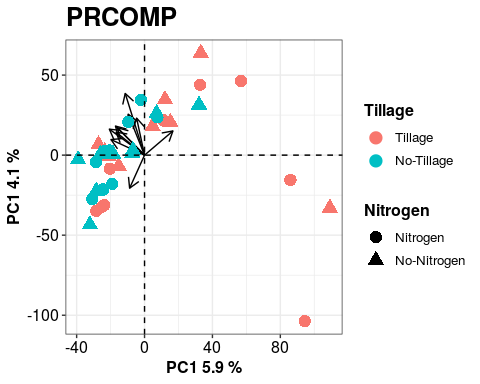 PRCOMP
50
0
-50
-100
-40
0
40
80
PC1 4.1 %
PC1 5.9 %
Tillage
Tillage
No-Tillage
Nitrogen
Nitrogen
No-Nitrogen